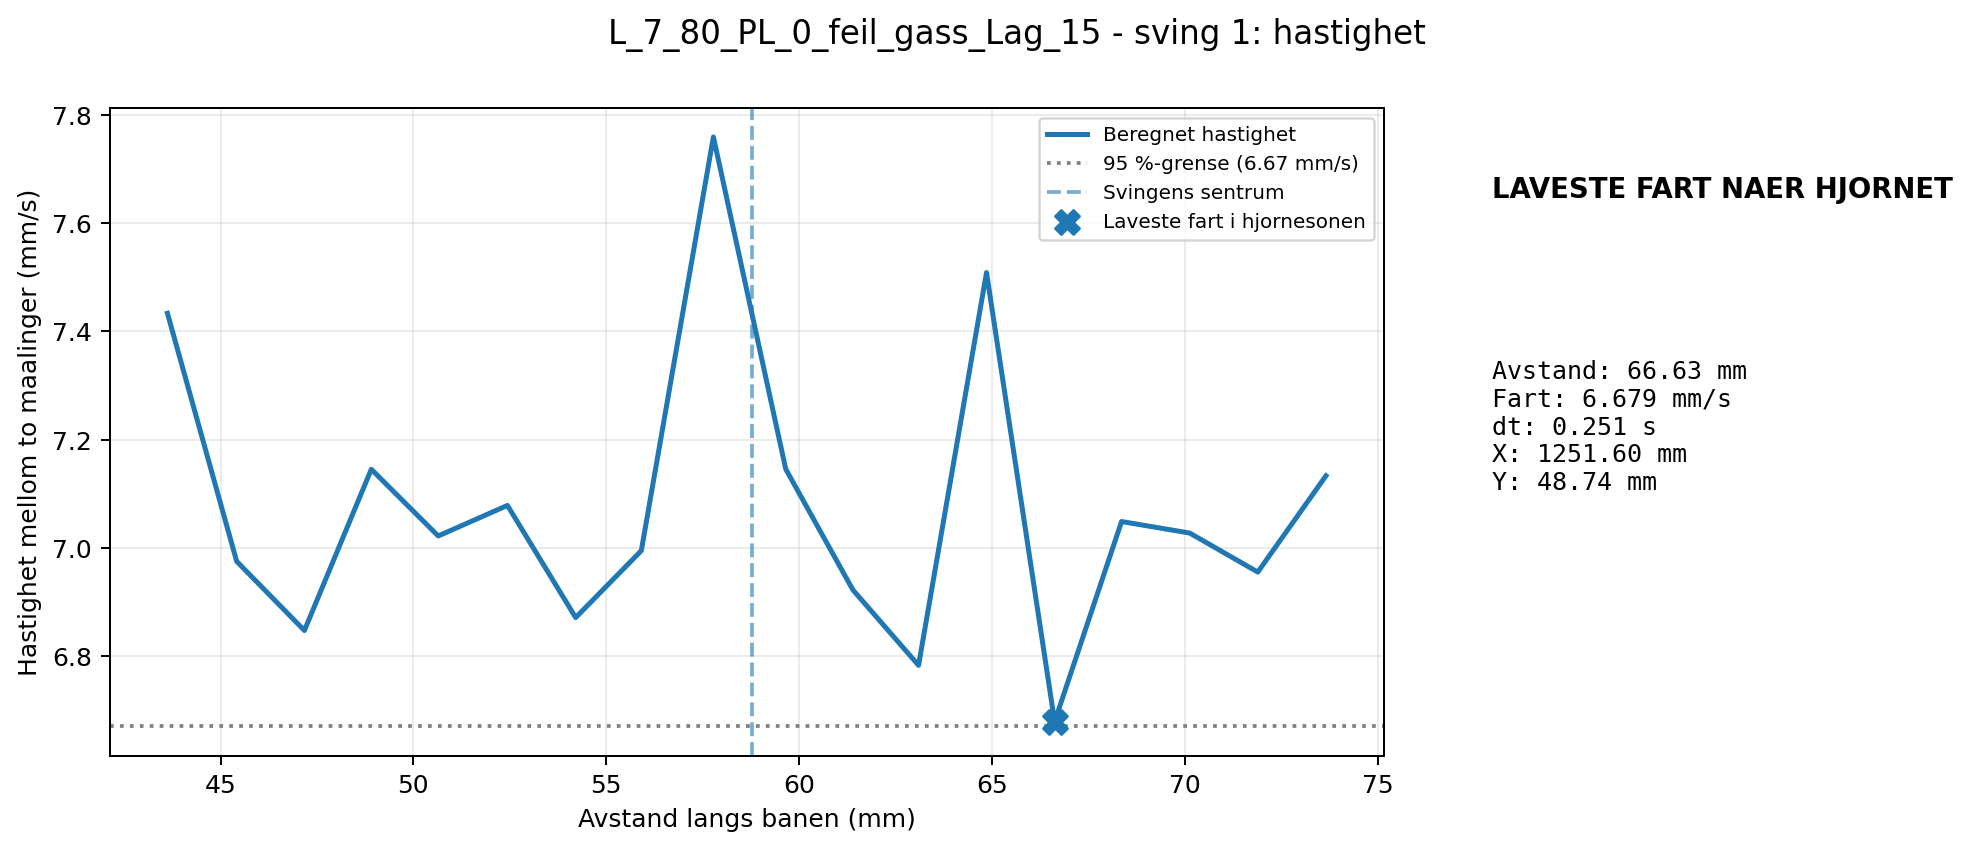 L_7_80_PL_0_feil_gass_Lag_15 - sving 1: hastighet
Hastighet mellom to maalinger (mm/s)
7.8
7.6
7.4
7.2
7.0
6.8
45
50
55
60
65
70
75
Avstand langs banen (mm)
Beregnet hastighet
95 %-grense (6.67 mm/s)
Svingens sentrum
Laveste fart i hjornesonen
LAVESTE FART NAER HJORNET
Avstand: 66.63 mm
Fart: 6.679 mm/s
dt: 0.251 s
X: 1251.60 mm
Y: 48.74 mm